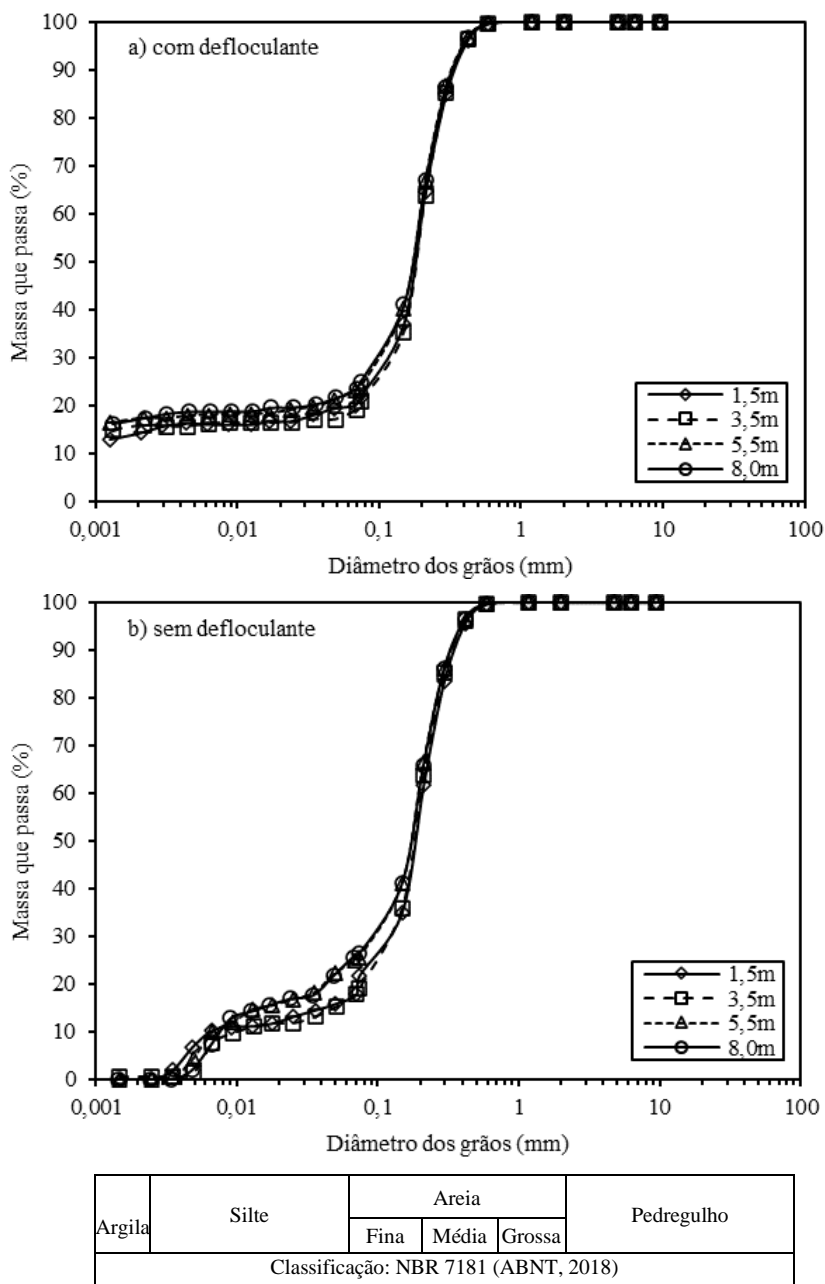 a) com defloculante
Massa que passa (%)
100
90
80
70
60
50
40
30
20
10
0
1,5m
3,5m
5,5m
8,0m
0,001
0,01
0,1
1
10
100
Diâmetro dos grãos (mm)
b) sem defloculante
Massa que passa (%)
100
90
80
70
60
50
40
30
20
10
0
1,5m
3,5m
5,5m
8,0m
0,001
0,01
0,1
1
10
100
Diâmetro dos grãos (mm)
Argila
Silte
Areia
Pedregulho
Fina
Média
Grossa
Classificação: NBR 7181 (ABNT, 2018)